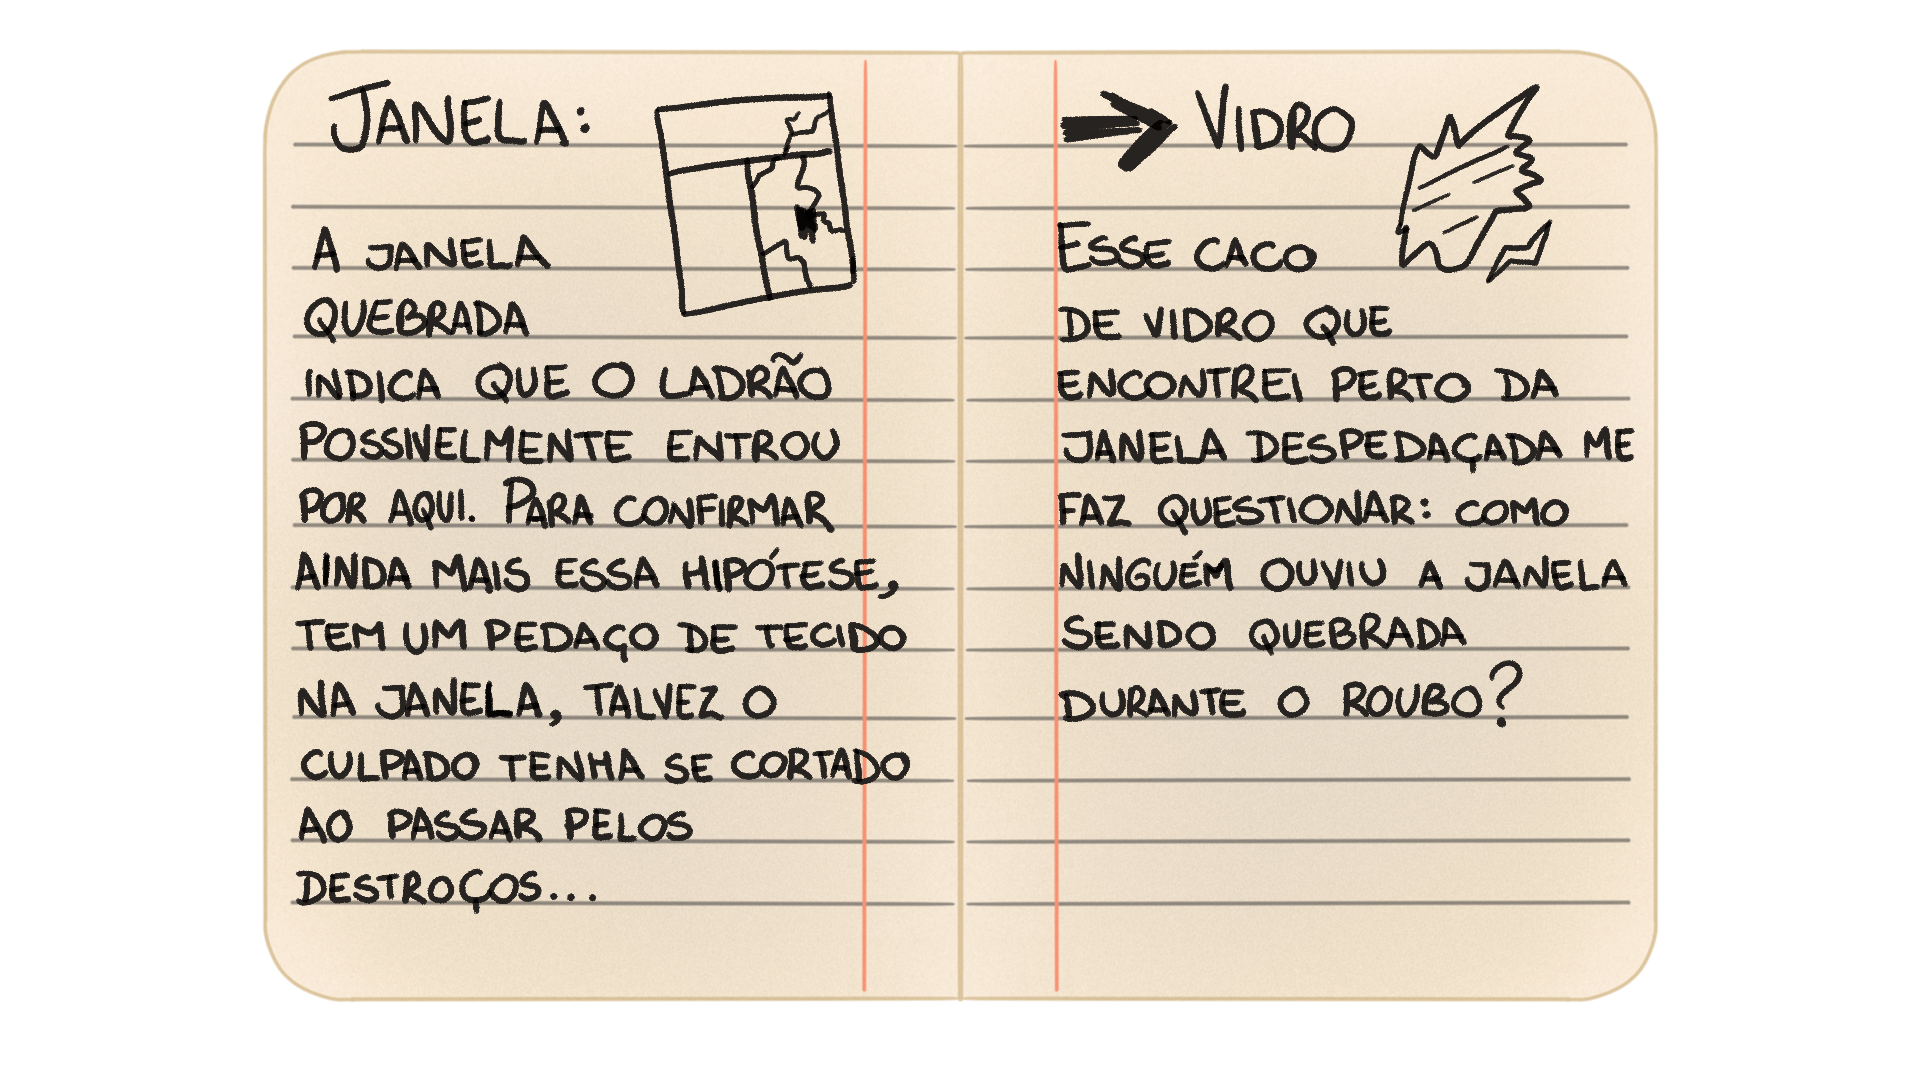 JANELA:
A JANELA
QUEBRADA
INDICA QUE O LADRÃO
POSSIVELMENTE ENTROU
POR AQUI. PARA CONFIRMAR
AINDA MAIS ESSA HIPÓTESE,
TEM UM PEDAÇO DE TECIDO
NA JANELA, TALVEZ O
CULPADO TENHA SE CORTADO
AO PASSAR PELOS
DESTROÇOS...
VIDRO
ESSE CACO
DE VIDRO QUE
ENCONTREI PERTO DA
JANELA DESPEDAÇADA ME
FAZ QUESTIONAR: COMO
NINGUÉM OUVIU A JANELA
SENDO QUEBRADA
DURANTE O ROUBO?